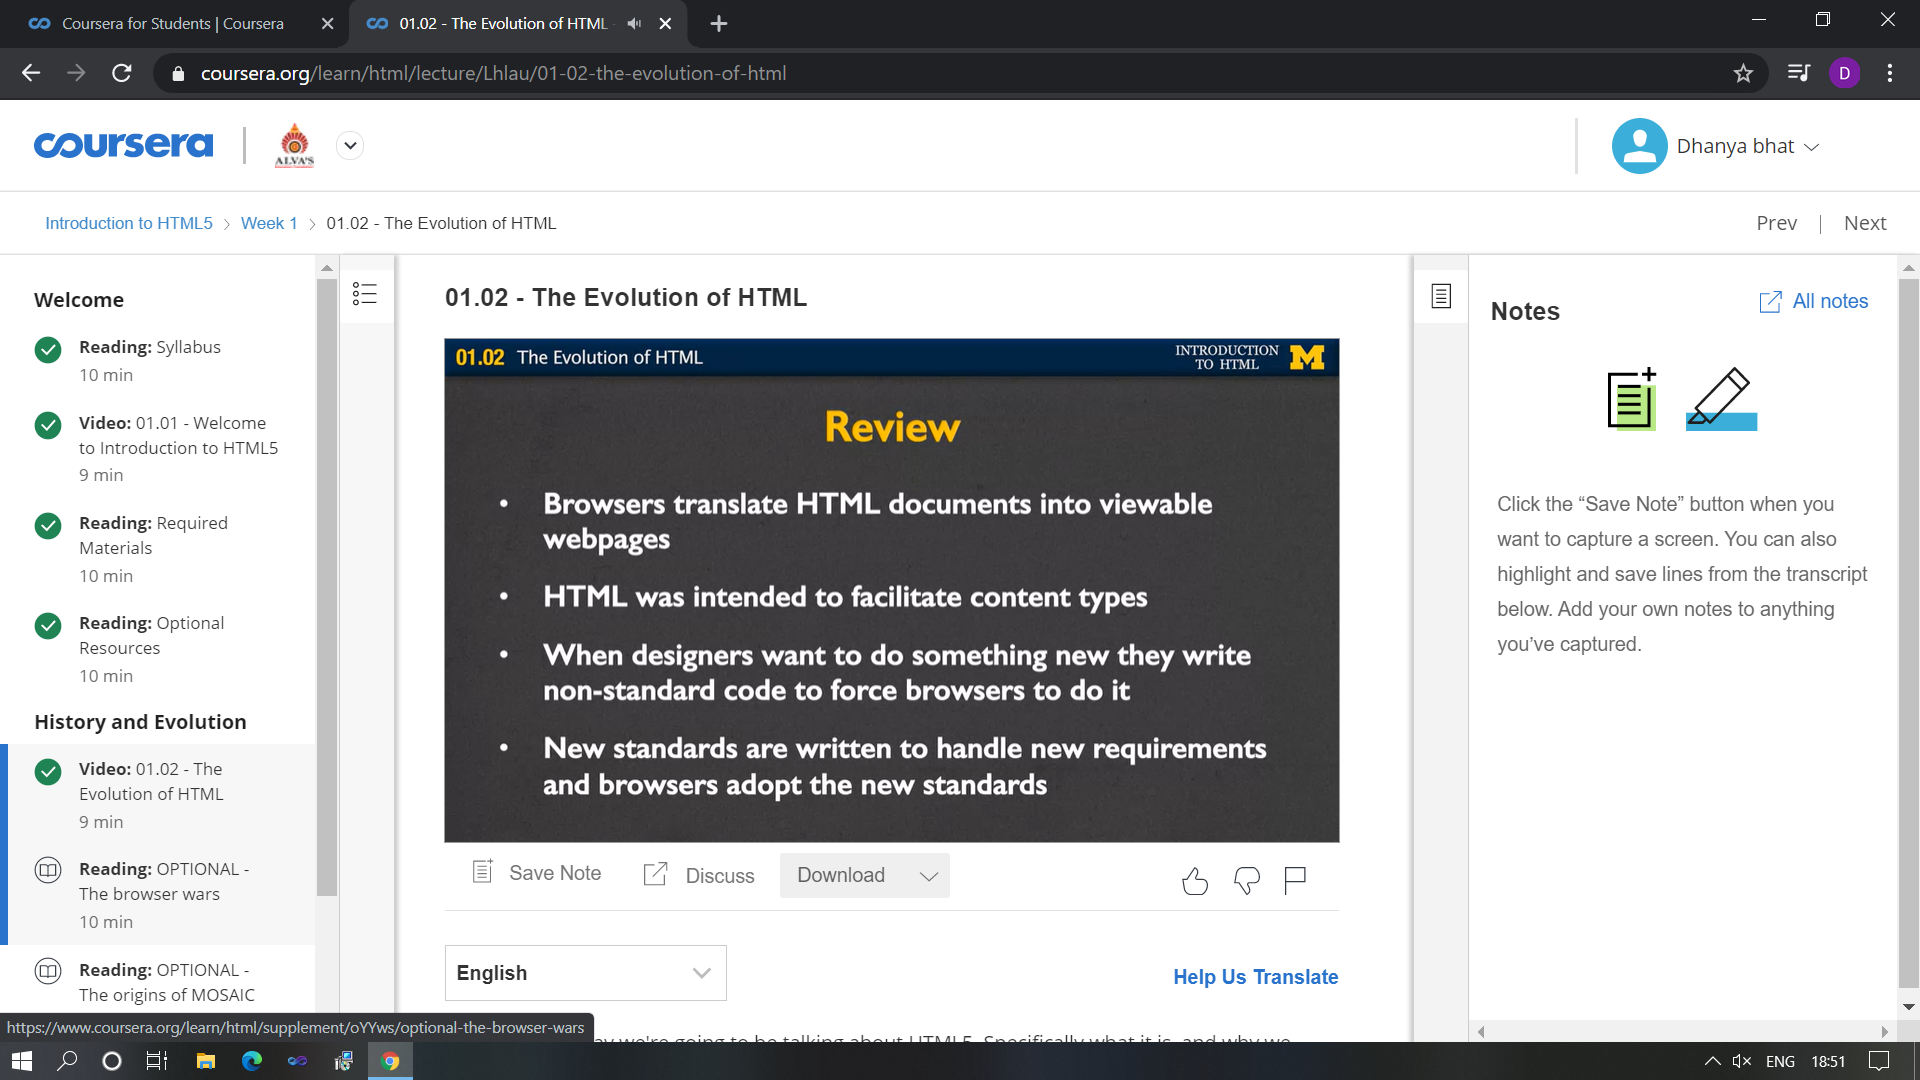 Coursera for Students | Coursera
01.02 - The Evolution of HTML
coursera.org/learn/html/lecture/Lhlau/01-02-the-evolution-of-html
D
coursera
ALVA'S
Dhanya bhat
Introduction to HTML5 > Week 1 > 01.02 - The Evolution of HTML
Prev | Next
Welcome
Reading: Syllabus
10 min
Video: 01.01 - Welcome
to Introduction to HTML5
9 min
Reading: Required
Materials
10 min
Reading: Optional
Resources
10 min
History and Evolution
Video: 01.02 - The
Evolution of HTML
9 min
Reading: OPTIONAL -
The browser wars
10 min
Reading: OPTIONAL -
The origins of MOSAIC
https://www.coursera.org/learn/html/supplement/oYYws/optional-the-browser-wars
01.02 - The Evolution of HTML
01.02 The Evolution of HTML
INTRODUCTION
TO HTML
M
Review
• Browsers translate HTML documents into viewable
webpages
• HTML was intended to facilitate content types
• When designers want to do something new they write
non-standard code to force browsers to do it
• New standards are written to handle new requirements
and browsers adopt the new standards
Save Note
Discuss
Download
English
Help Us Translate
we're going to be talking about HTML5. Specifically what it is, and why we
Notes
All notes
Click the “Save Note” button when you
want to capture a screen. You can also
highlight and save lines from the transcript
below. Add your own notes to anything
you’ve captured.
ENG
18:51